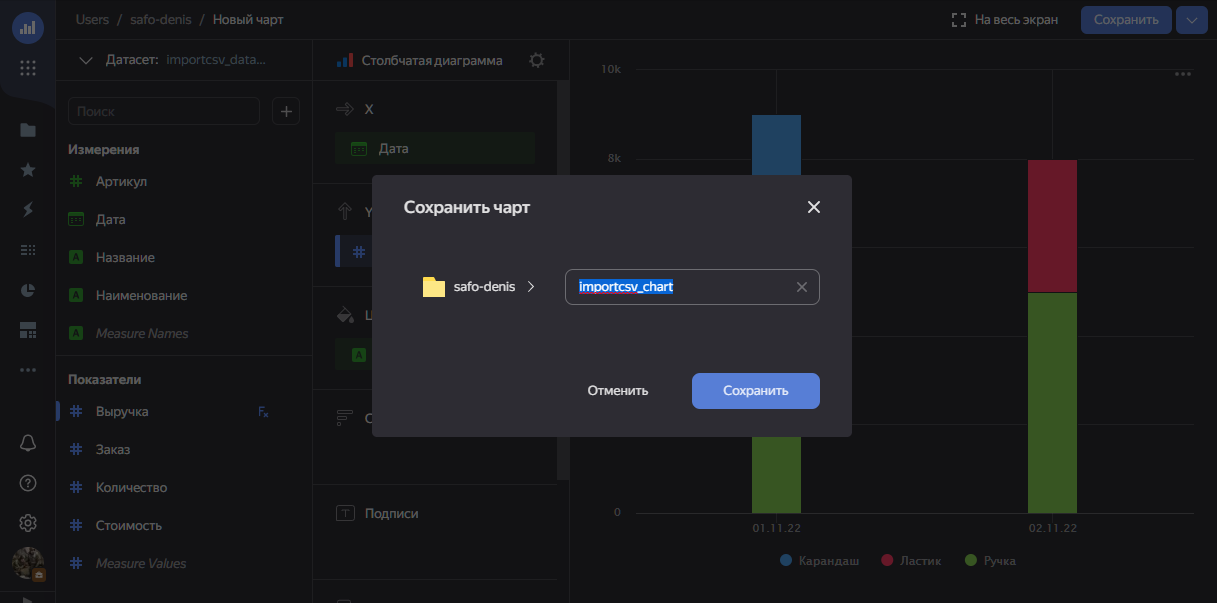 Users / safo-denis / Новый чарт
На весь экран
Сохранить
Датасет: importcsv_data...
Столбчатая диаграмма
Поиск
Измерения
Артикул
Дата
Название
Наименование
Measure Names
Показатели
Выручка
Заказ
Количество
Стоимость
Measure Values
X
Дата
Y
Подписи
Сохранить чарт
safo-denis
importcsv_chart
Отменить
Сохранить
10k
8k
0
01.11.22
02.11.22
Карандаш
Ластик
Ручка